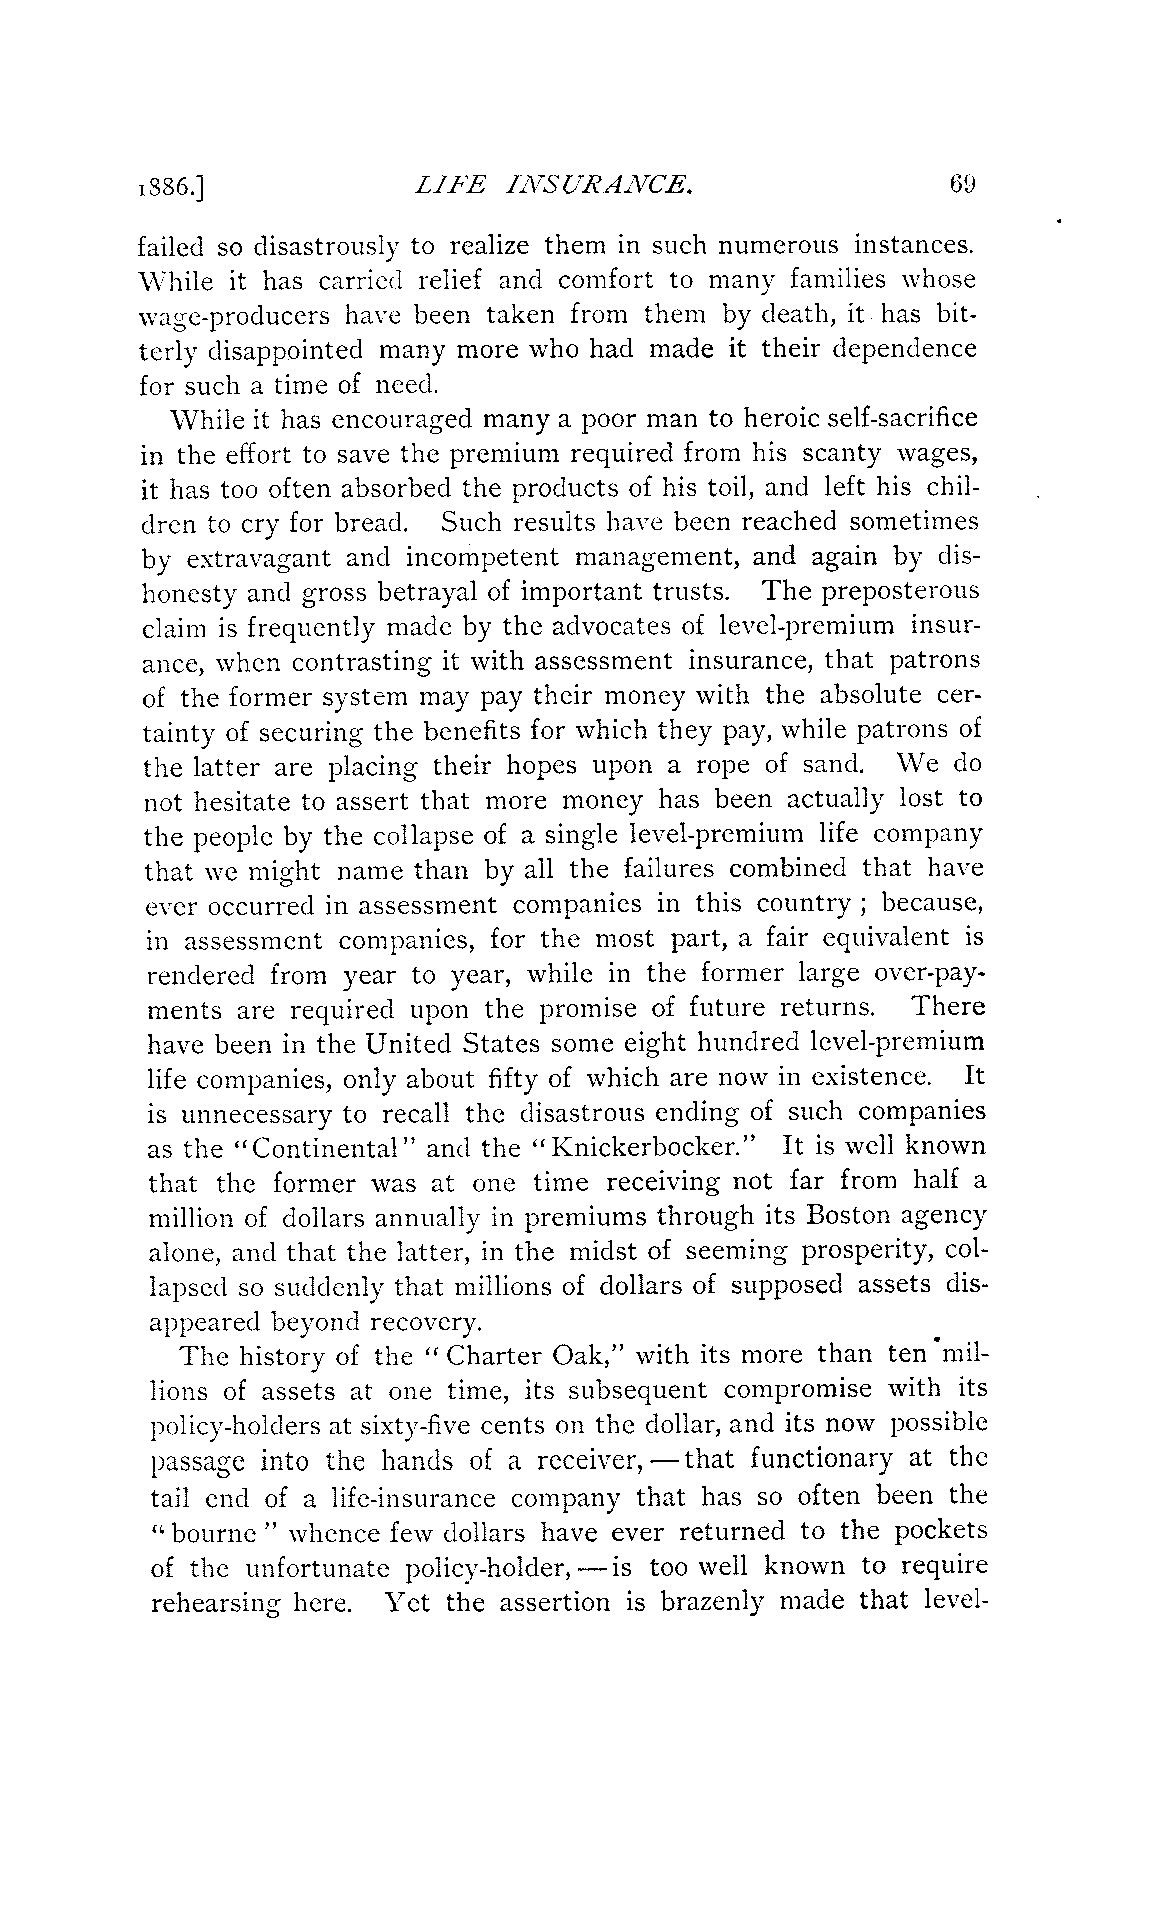 1886.] LIFE INSURANCE. 69
failed so disastrously to realize them in such numerous instances.
While it has carried relief and comfort to many families whose
wage-producers have been taken from them by death, it has bit-
terly disappointed many more who had made it their dependence
for such a time of need.
While it has encouraged many a poor man to heroic self-sacrifice
in the effort to save the premium required from his scanty wages,
it has too often absorbed the products of his toil, and left his chil-
dren to cry for bread. Such results have been reached sometimes
by extravagant and incompetent management, and again by dis-
honesty and gross betrayal of important trusts. The preposterous
claim is frequently made by the advocates of level-premium insur-
ance, when contrasting it with assessment insurance, that patrons
of the former system may pay their money with the absolute cer-
tainty of securing the benefits for which they pay, while patrons of
the latter are placing their hopes upon a rope of sand. We do
not hesitate to assert that more money has been actually lost to
the people by the collapse of a single level-premium life company
that we might name than by all the failures combined that have
ever occurred in assessment companies in this country ; because,
in assessment companies, for the most part, a fair equivalent is
rendered from year to year, while in the former large over-pay-
ments are required upon the promise of future returns. There
have been in the United States some eight hundred level-premium
life companies, only about fifty of which are now in existence. It
is unnecessary to recall the disastrous ending of such companies
as the "Continental" and the "Knickerbocker." It is well known
that the former was at one time receiving not far from half a
million of dollars annually in premiums through its Boston agency
alone, and that the latter, in the midst of seeming prosperity, col-
lapsed so suddenly that millions of dollars of supposed assets dis-
appeared beyond recovery.
The history of the "Charter Oak," with its more than ten mil-
lions of assets at one time, its subsequent compromise with its
policy-holders at sixty-five cents on the dollar, and its now possible
passage into the hands of a receiver, — that functionary at the
tail end of a life-insurance company that has so often been the
"bourne" whence few dollars have ever returned to the pockets
of the unfortunate policy-holder, — is too well known to require
rehearsing here. Yet the assertion is brazenly made that level-